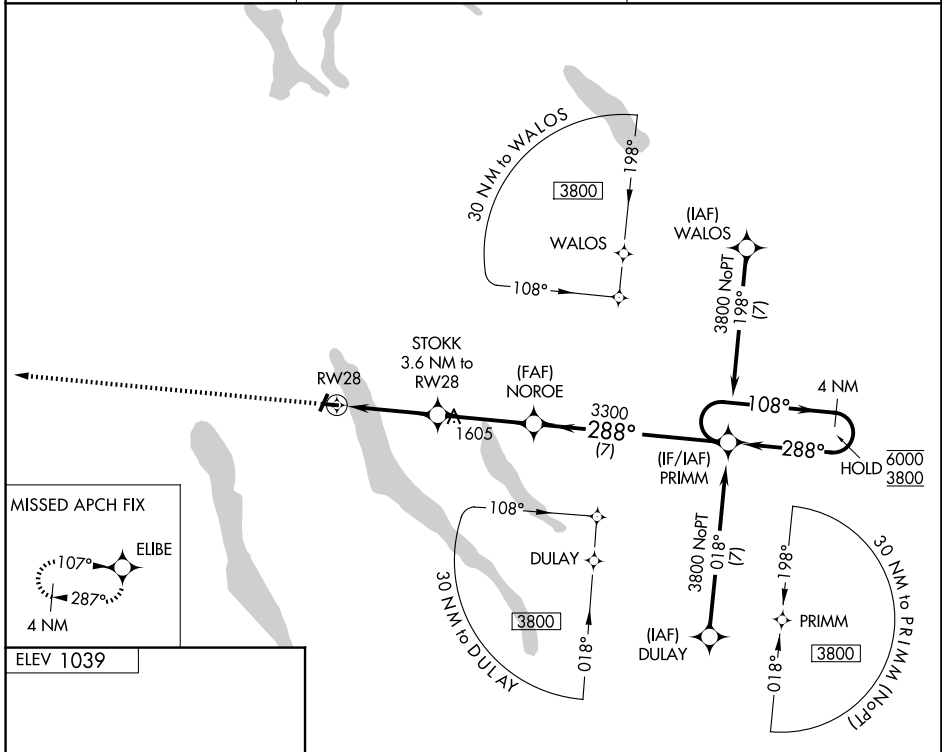 30 NM to WALOS
198°
3800
WALOS
108°
(IAF)
WALOS
3800 NoPT
198°
(7)
STOKK
3.6 NM to
RW28
RW28
(FAF)
NOROE
1605
3300
288°
(7)
4 NM
108°
288°
(IF/IAF)
PRIMM
HOLD
6000
3800
MISSED APCH FIX
107°
ELIBE
287°
4 NM
108°
DULAY
30 NM to DULAY
3800
018°
3800 NoPT
018°
(7)
(IAF)
DULAY
198°
PRIMM
3800
018°
30 NM to PRIMM (NoPT)
ELEV 1039